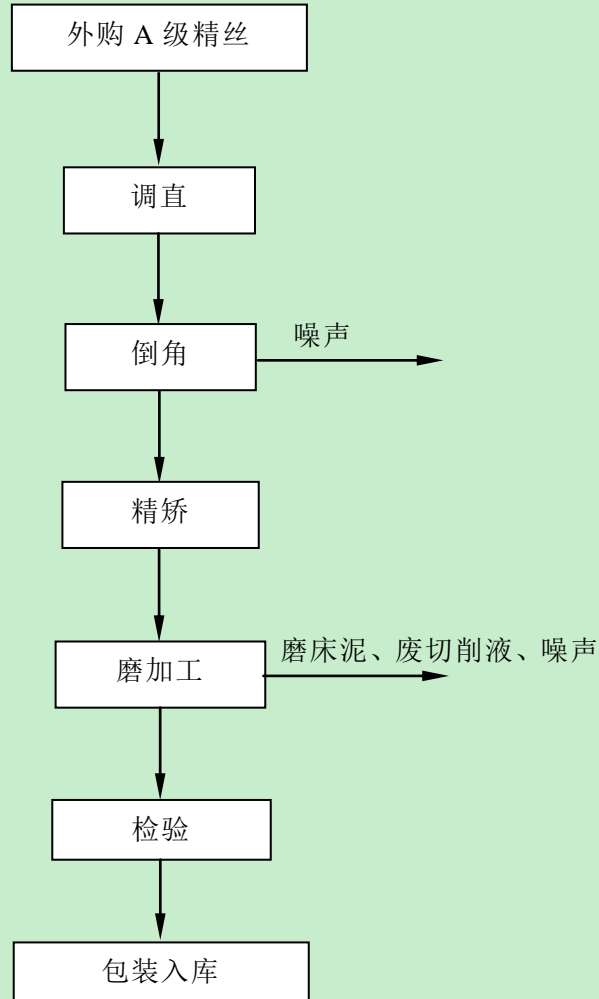 外购 A 级精丝
调直
倒角
噪声
精矫
磨加工
磨床泥、废切削液、噪声
检验
包装入库